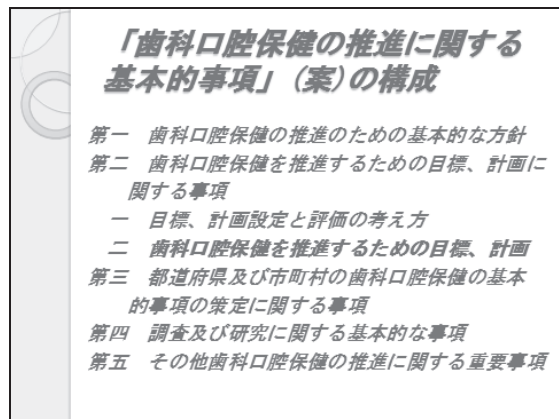 「歯科口腔保健の推進に関する
基本的事項」（案）の構成
第一　歯科口腔保健の推進のための基本的な方針
第二　歯科口腔保健を推進するための目標、計画に
関する事項
一　目標、計画設定と評価の考え方
二　歯科口腔保健を推進するための目標、計画
第三　都道府県及び市町村の歯科口腔保健の基本
的事項の策定に関する事項
第四　調査及び研究に関する基本的な事項
第五　その他歯科口腔保健の推進に関する重要事項